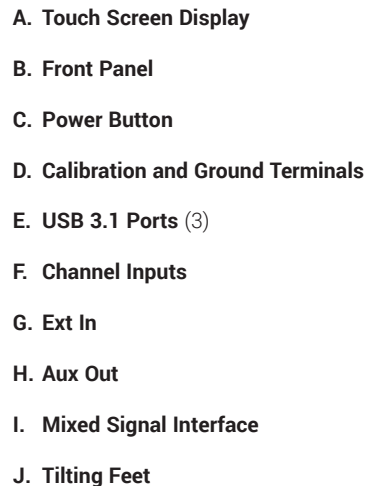 A. Touch Screen Display
B. Front Panel
C. Power Button
D. Calibration and Ground Terminals
E. USB 3.1 Ports (3)
F. Channel Inputs
G. Ext In
H. Aux Out
I. Mixed Signal Interface
J. Tilting Feet